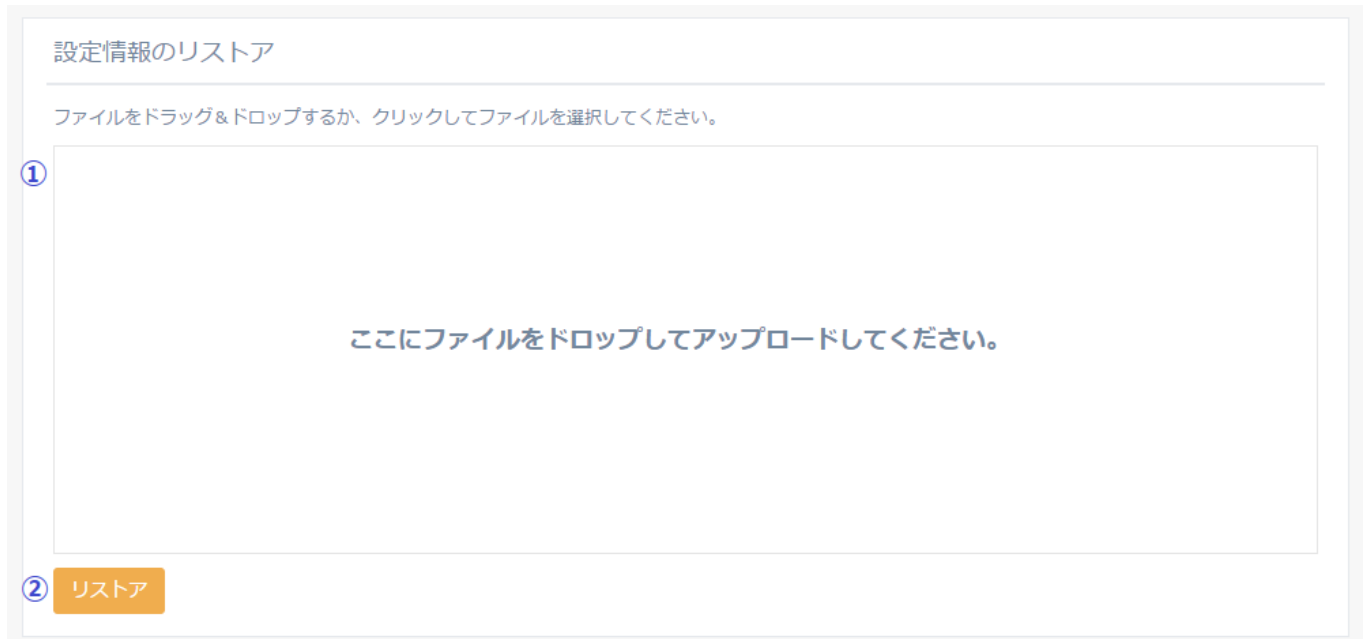 設定情報のリストア
ファイルをドラッグ&ドロップするか、クリックしてファイルを選択してください。
①
ここにファイルをドロップしてアップロードしてください。
② リストア